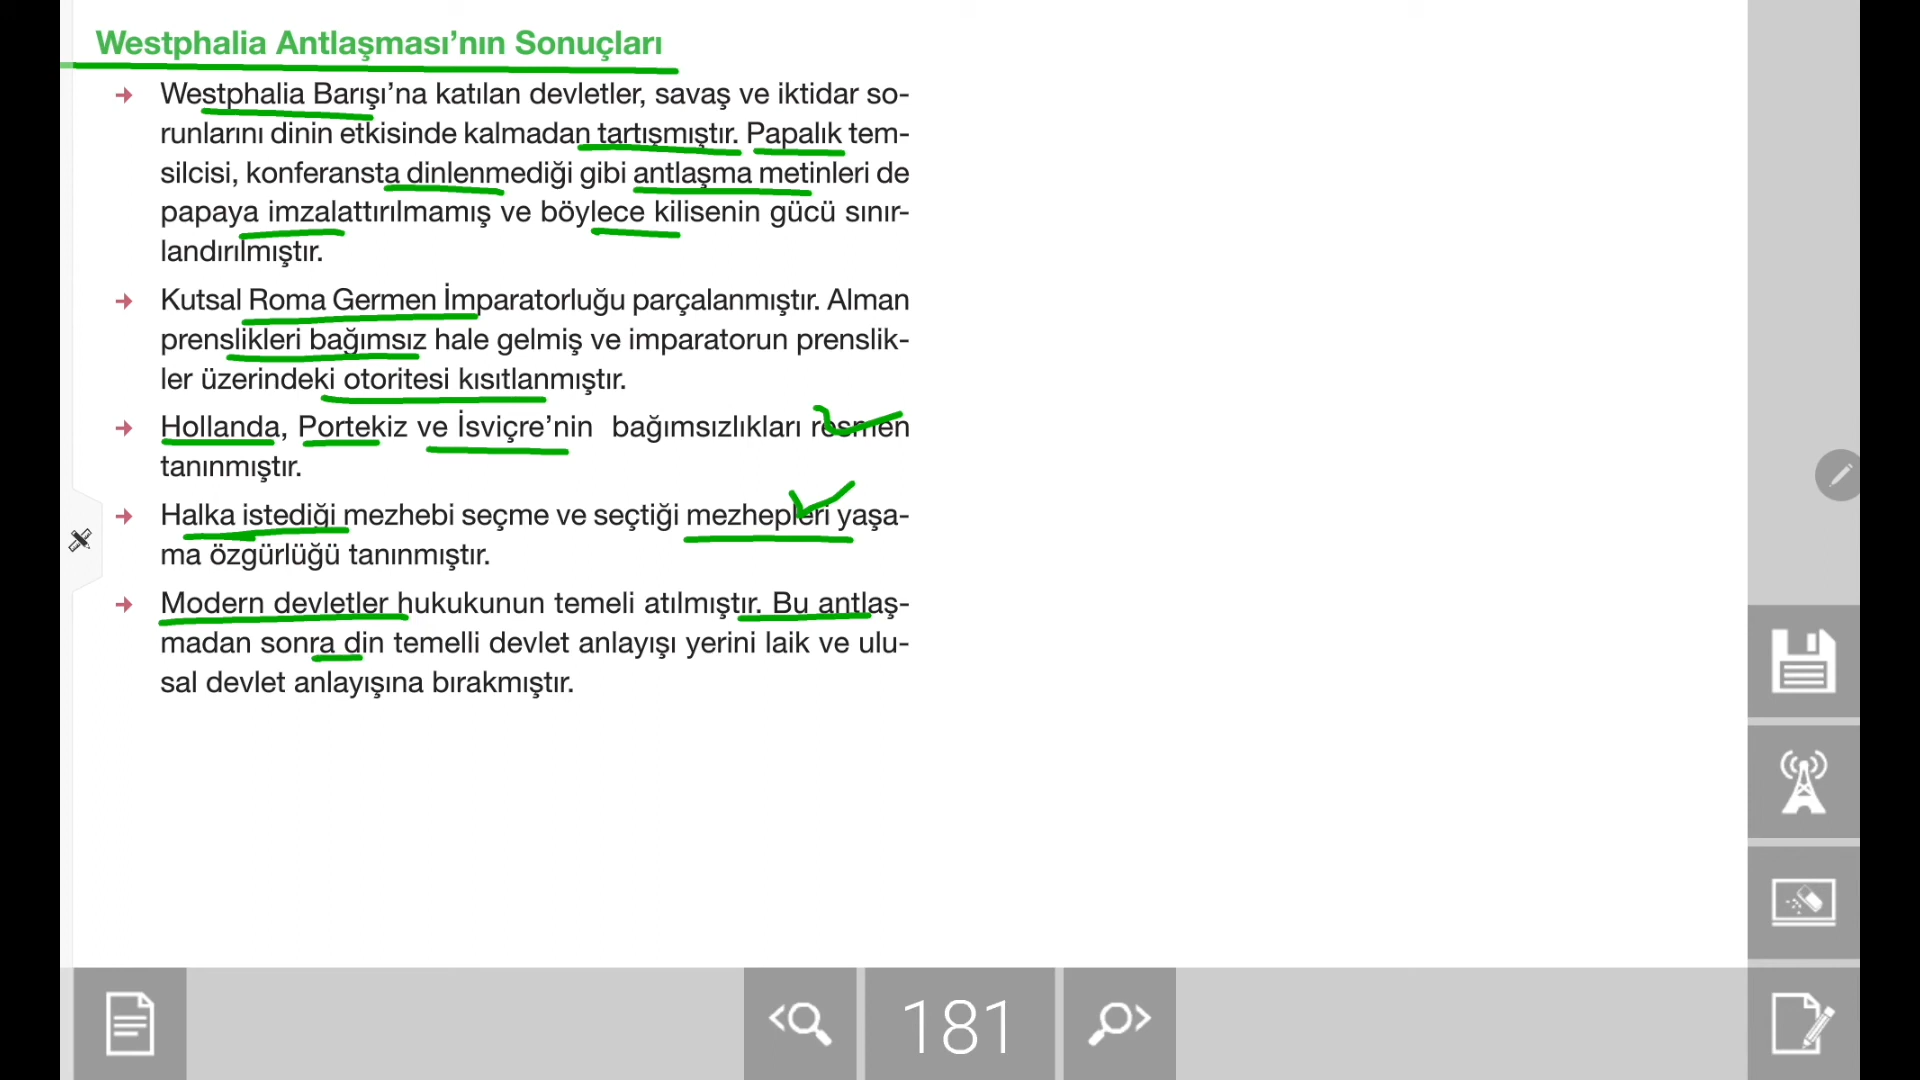 Westphalia Antlaşması’nın Sonuçları
Westphalia Barışı’na katılan devletler, savaş ve iktidar so-
runlarını dinin etkisinde kalmadan tartışmıştır. Papalık tem-
silcisi, konferansta dinlenmediği gibi antlaşma metinleri de
papaya imzalattırılmamış ve böylece kilisenin gücü sınır-
landırılmıştır.
Kutsal Roma Germen İmparatorluğu parçalanmıştır. Alman
prenslikleri bağımsız hale gelmiş ve imparatorun prenslik-
ler üzerindeki otoritesi kısıtlanmıştır.
Hollanda, Portekiz ve İsviçre’nin bağımsızlıkları resmen
tanınmıştır.
Halka istediği mezhebi seçme ve seçtiği mezhepleri yaşa-
ma özgürlüğü tanınmıştır.
Modern devletler hukukunun temeli atılmıştır. Bu antlaş-
madan sonra din temelli devlet anlayışı yerini laik ve ulu-
sal devlet anlayışına bırakmıştır.
181